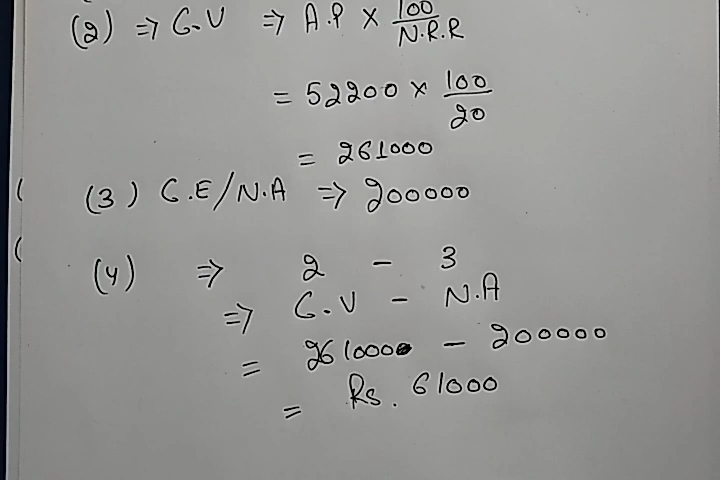 (2) ⇒ G.V ⇒ A.P × 100/N.R.R
= 52200 × 100/20
= 261000
(3) C.E/N.A ⇒ 200000
(4) ⇒ 2 - 3
⇒ G.V - N.A
= 261000 - 200000
= Rs. 61000